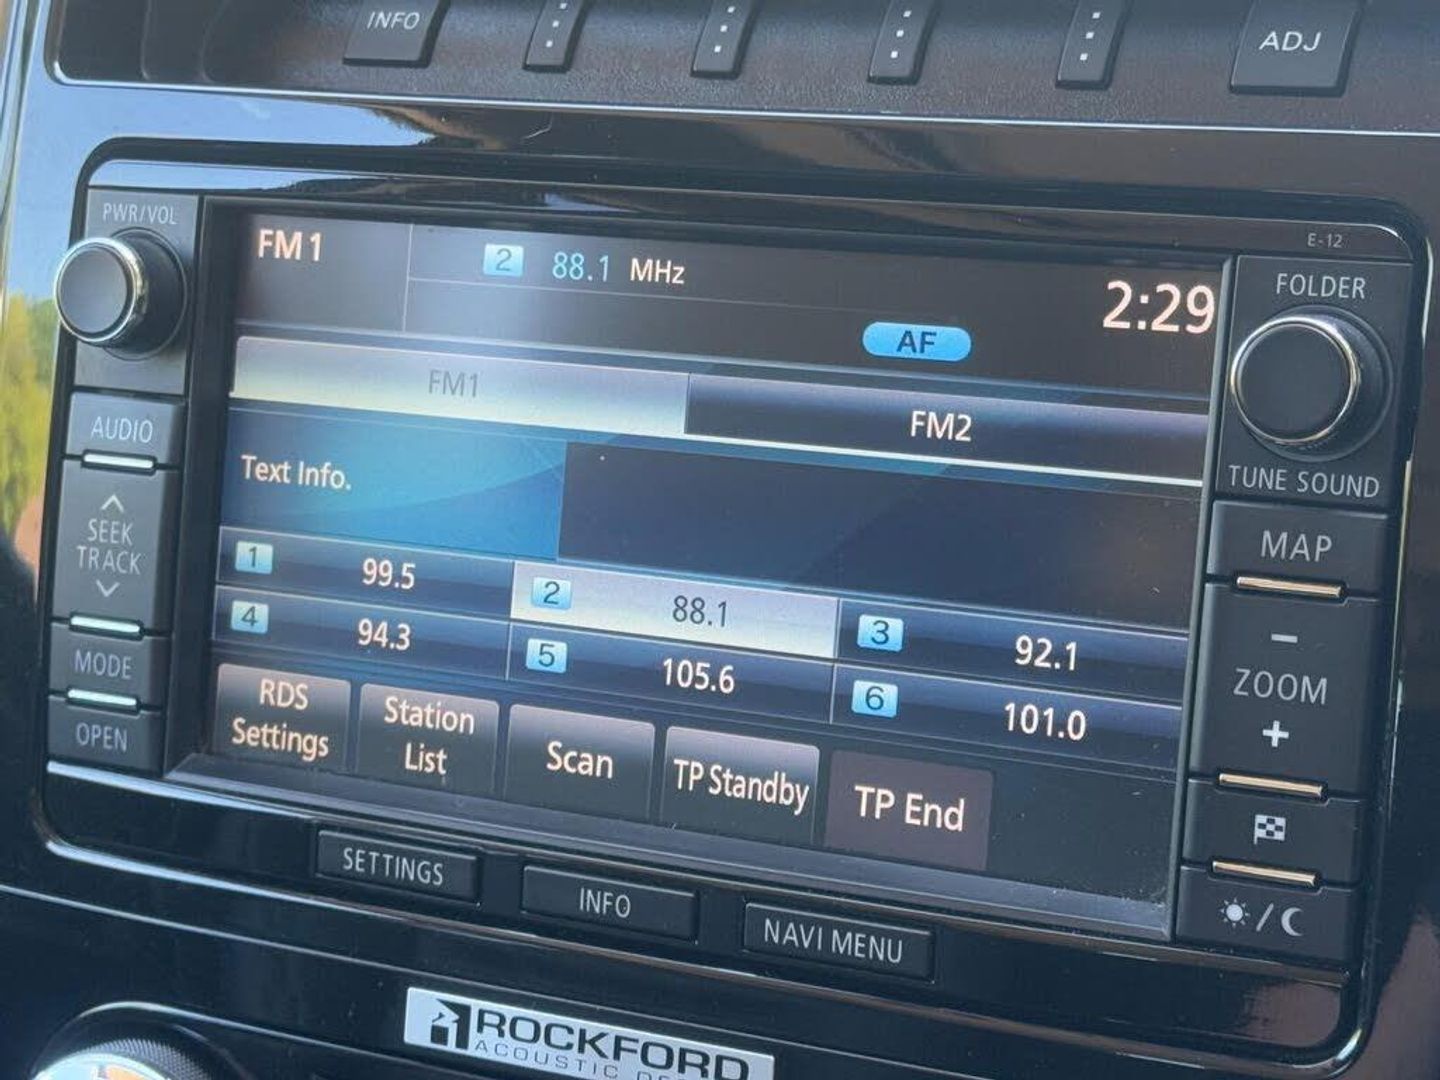 INFO
ADJ
PWR/VOL
E-12
FM 1
2 88.1 MHz
2:29
AF
FOLDER
FM1
FM2
AUDIO
TUNE SOUND
Text Info.
SEEK
TRACK
MAP
1 99.5
2 88.1
3 92.1
4 94.3
5 105.6
6 101.0
MODE
ZOOM
OPEN
RDS
Settings
Station
List
Scan
TP Standby
TP End
SETTINGS
INFO
NAVI MENU
ROCKFORD
ACOUSTIC